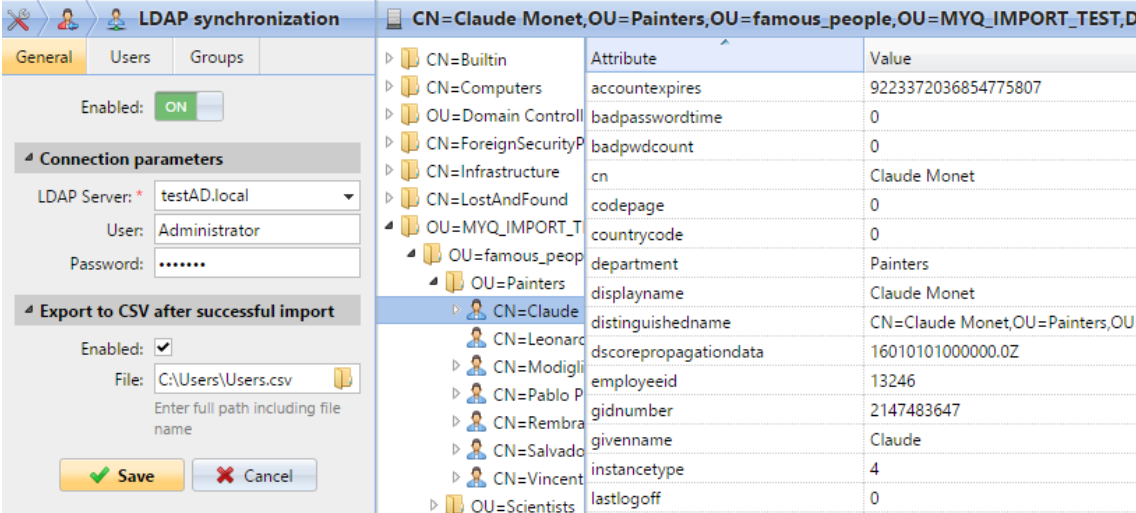 LDAP synchronization
General Users Groups
Enabled: ON
Connection parameters
LDAP Server: * testAD.local
User: Administrator
Password: •••••••
Export to CSV after successful import
Enabled:
File: C:\Users\Users.csv
Enter full path including file
name
Save Cancel
CN=Claude Monet,OU=Painters,OU=famous_people,OU=MYQ_IMPORT_TEST,D
CN=Builtin
CN=Computers
OU=Domain Controll
CN=ForeignSecurityP
CN=Infrastructure
CN=LostAndFound
OU=MYQ_IMPORT_T
OU=famous_peop
OU=Painters
CN=Claude
CN=Leonard
CN=Modigli
CN=Pablo P
CN=Rembra
CN=Salvado
CN=Vincent
OU=Scientists
Attribute Value
accountexpires 9223372036854775807
badpasswordtime 0
badpwdcount 0
cn Claude Monet
codepage 0
countrycode 0
department Painters
displayname Claude Monet
distinguishedname CN=Claude Monet,OU=Painters,OU
dscorepropagationdata 16010101000000.0Z
employeeid 13246
gidnumber 2147483647
givenname Claude
instancetype 4
lastlogoff 0